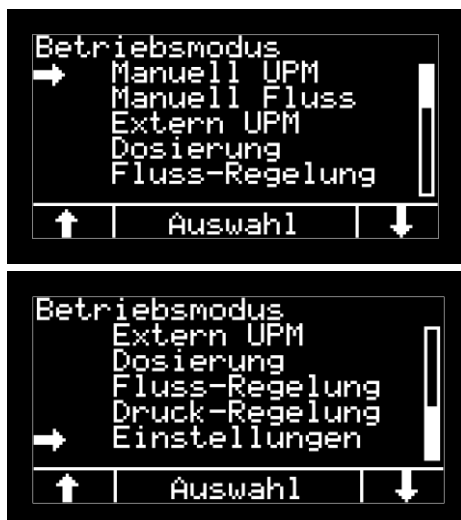 Betriebsmodus
Manuell UPM
Manuell Fluss
Extern UPM
Dosierung
Fluss-Regelung
Auswahl
Betriebsmodus
Extern UPM
Dosierung
Fluss-Regelung
Druck-Regelung
Einstellungen
Auswahl